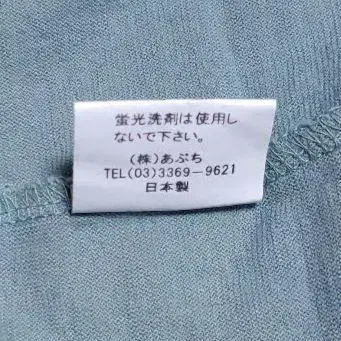 蛍光洗剤は使用し
ないで下さい。
(株)あぷち
TEL(03)3369-9621
日本製